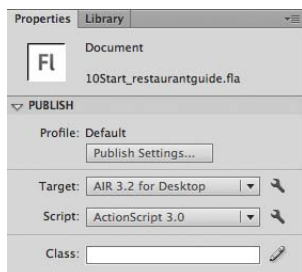 Properties Library
Fl
Document
10Start_restaurantguide.fla
PUBLISH
Profile: Default
Publish Settings...
Target: AIR 3.2 for Desktop
Script: ActionScript 3.0
Class: